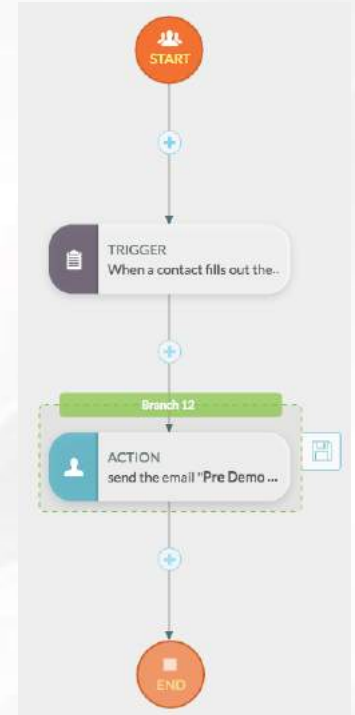 START
TRIGGER
When a contact fills out the..
Branch 12
ACTION
send the email "Pre Demo ...
END